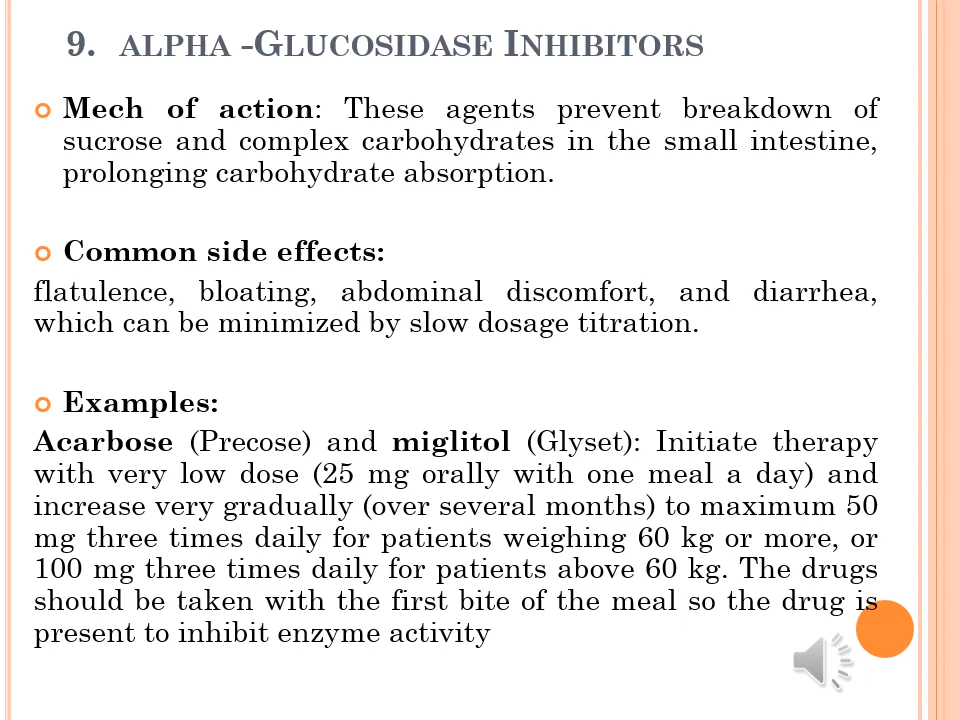 9. ALPHA -GLUCOSIDASE INHIBITORS
Mech of action: These agents prevent breakdown of
sucrose and complex carbohydrates in the small intestine,
prolonging carbohydrate absorption.
Common side effects:
flatulence, bloating, abdominal discomfort, and diarrhea,
which can be minimized by slow dosage titration.
Examples:
Acarbose (Precose) and miglitol (Glyset): Initiate therapy
with very low dose (25 mg orally with one meal a day) and
increase very gradually (over several months) to maximum 50
mg three times daily for patients weighing 60 kg or more, or
100 mg three times daily for patients above 60 kg. The drugs
should be taken with the first bite of the meal so the drug is
present to inhibit enzyme activity